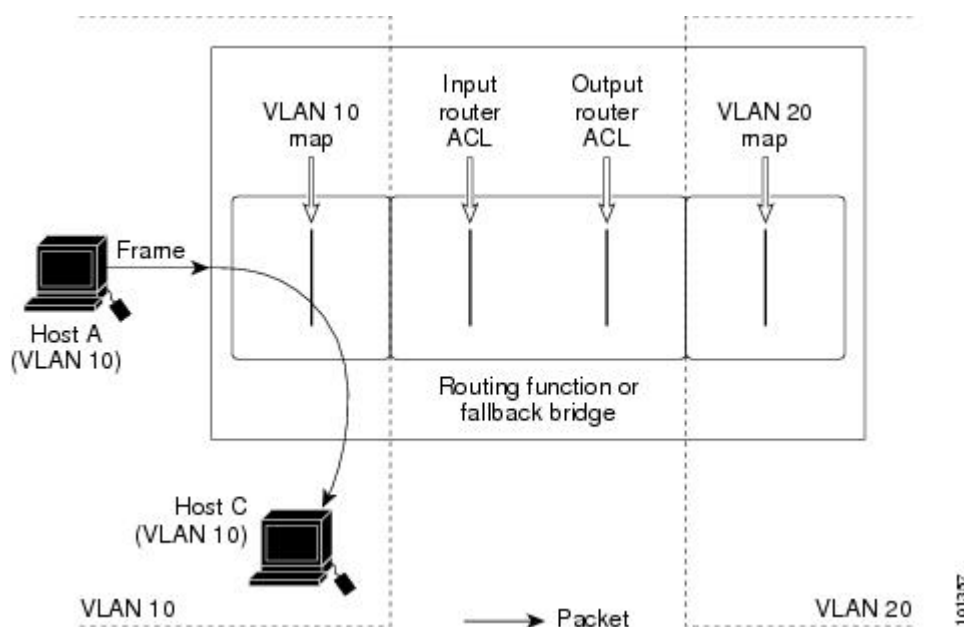 VLAN 10
map
Input
router
ACL
Output
router
ACL
VLAN 20
map
Frame
Host A
(VLAN 10)
Routing function or
fallback bridge
Host C
(VLAN 10)
VLAN 10
Packet
VLAN 20